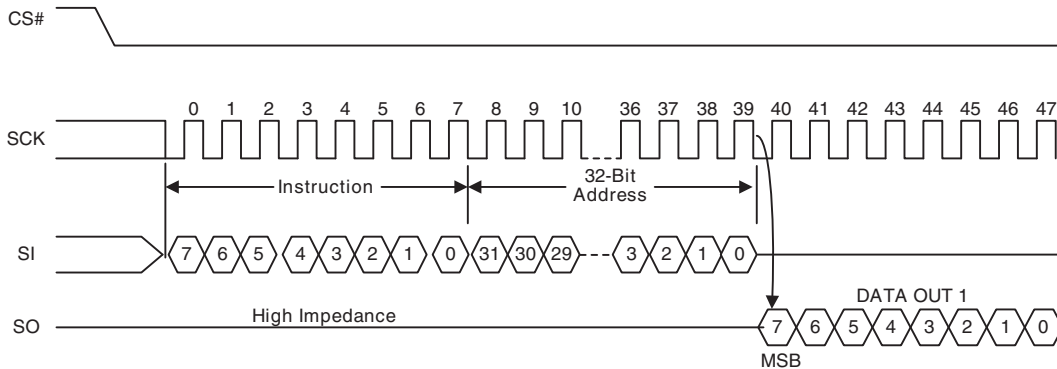 CS#
0 1 2 3 4 5 6 7 8 9 10 36 37 38 39 40 41 42 43 44 45 46 47
SCK
Instruction
32-Bit
Address
SI 7 6 5 4 3 2 1 0 31 30 29 3 2 1 0
DATA OUT 1
High Impedance
SO 7 6 5 4 3 2 1 0
MSB